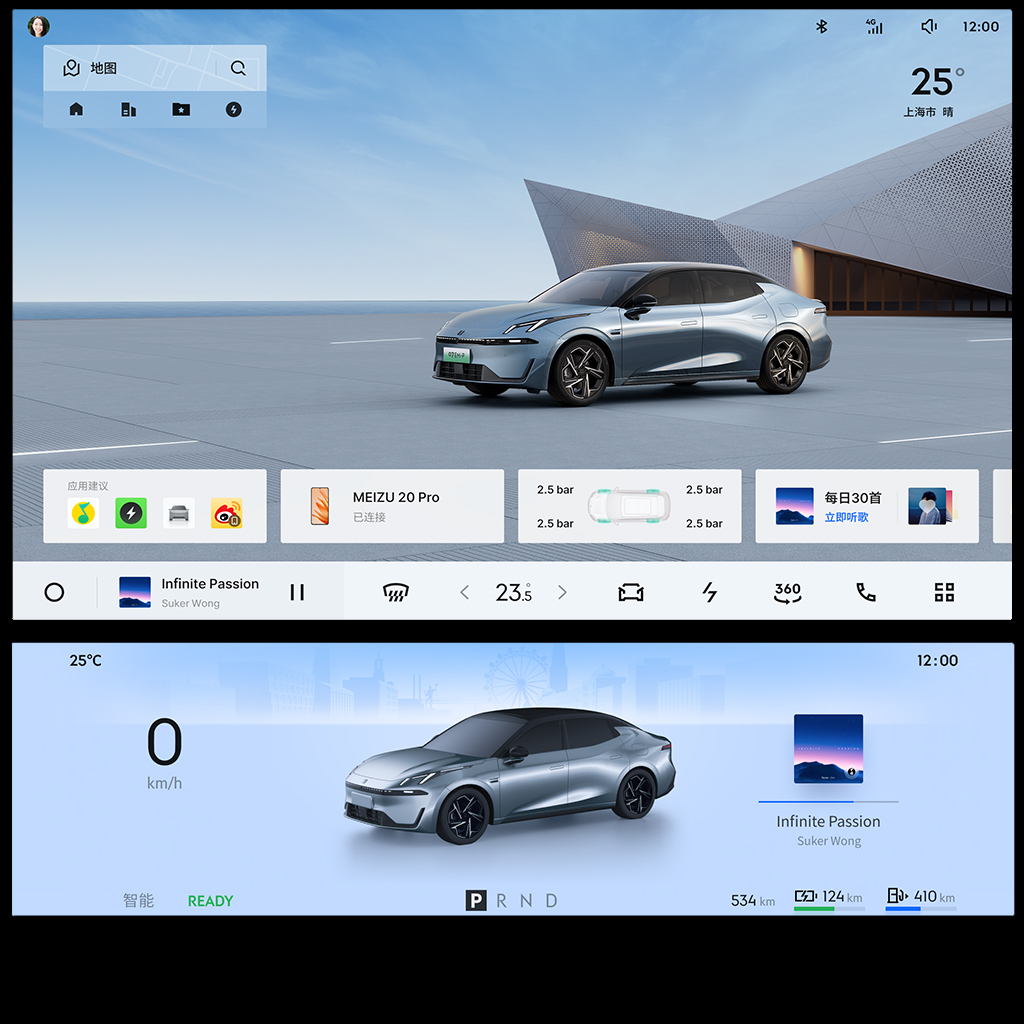 4G
12:00
地图
25°
上海市 晴
应用建议
MEIZU 20 Pro
已连接
2.5 bar
2.5 bar
2.5 bar
2.5 bar
每日30首
立即听歌
Infinite Passion
Suker Wong
23.5°
360
25°C
12:00
0
km/h
INFINITE PASSION
Infinite Passion
Suker Wong
智能
READY
P R N D
534 km
124 km
410 km